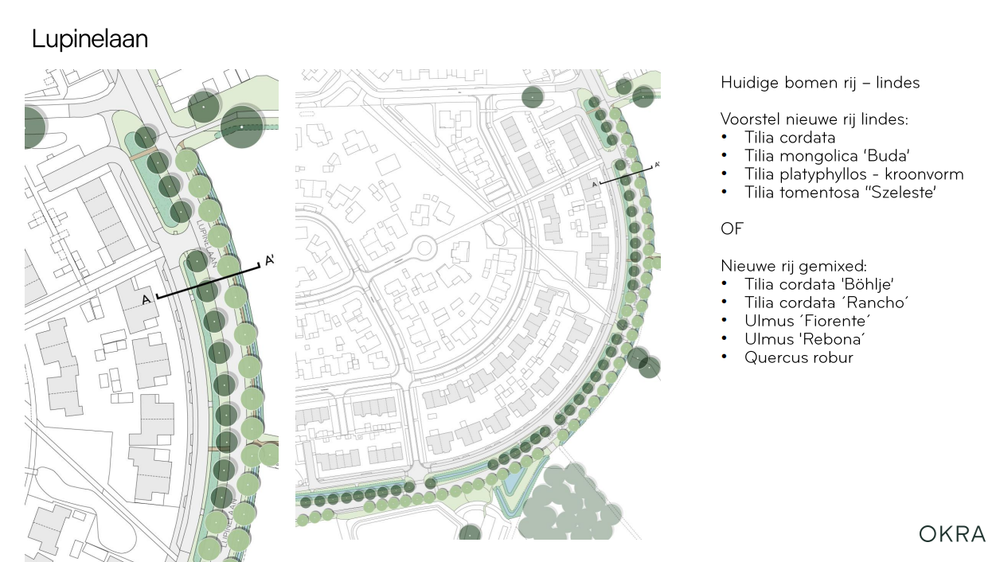 Lupinelaan
Huidige bomen rij – lindes
Voorstel nieuwe rij lindes:
• Tilia cordata
• Tilia mongolica 'Buda'
• Tilia platyphyllos - kroonvorm
• Tilia tomentosa "Szeleste'
OF
Nieuwe rij gemixed:
• Tilia cordata 'Böhlje'
• Tilia cordata ´Rancho´
• Ulmus ´Fiorente´
• Ulmus 'Rebona´
• Quercus robur
LUPINELAAN
A
A'
LUPINELAAN
A
A'
OKRA